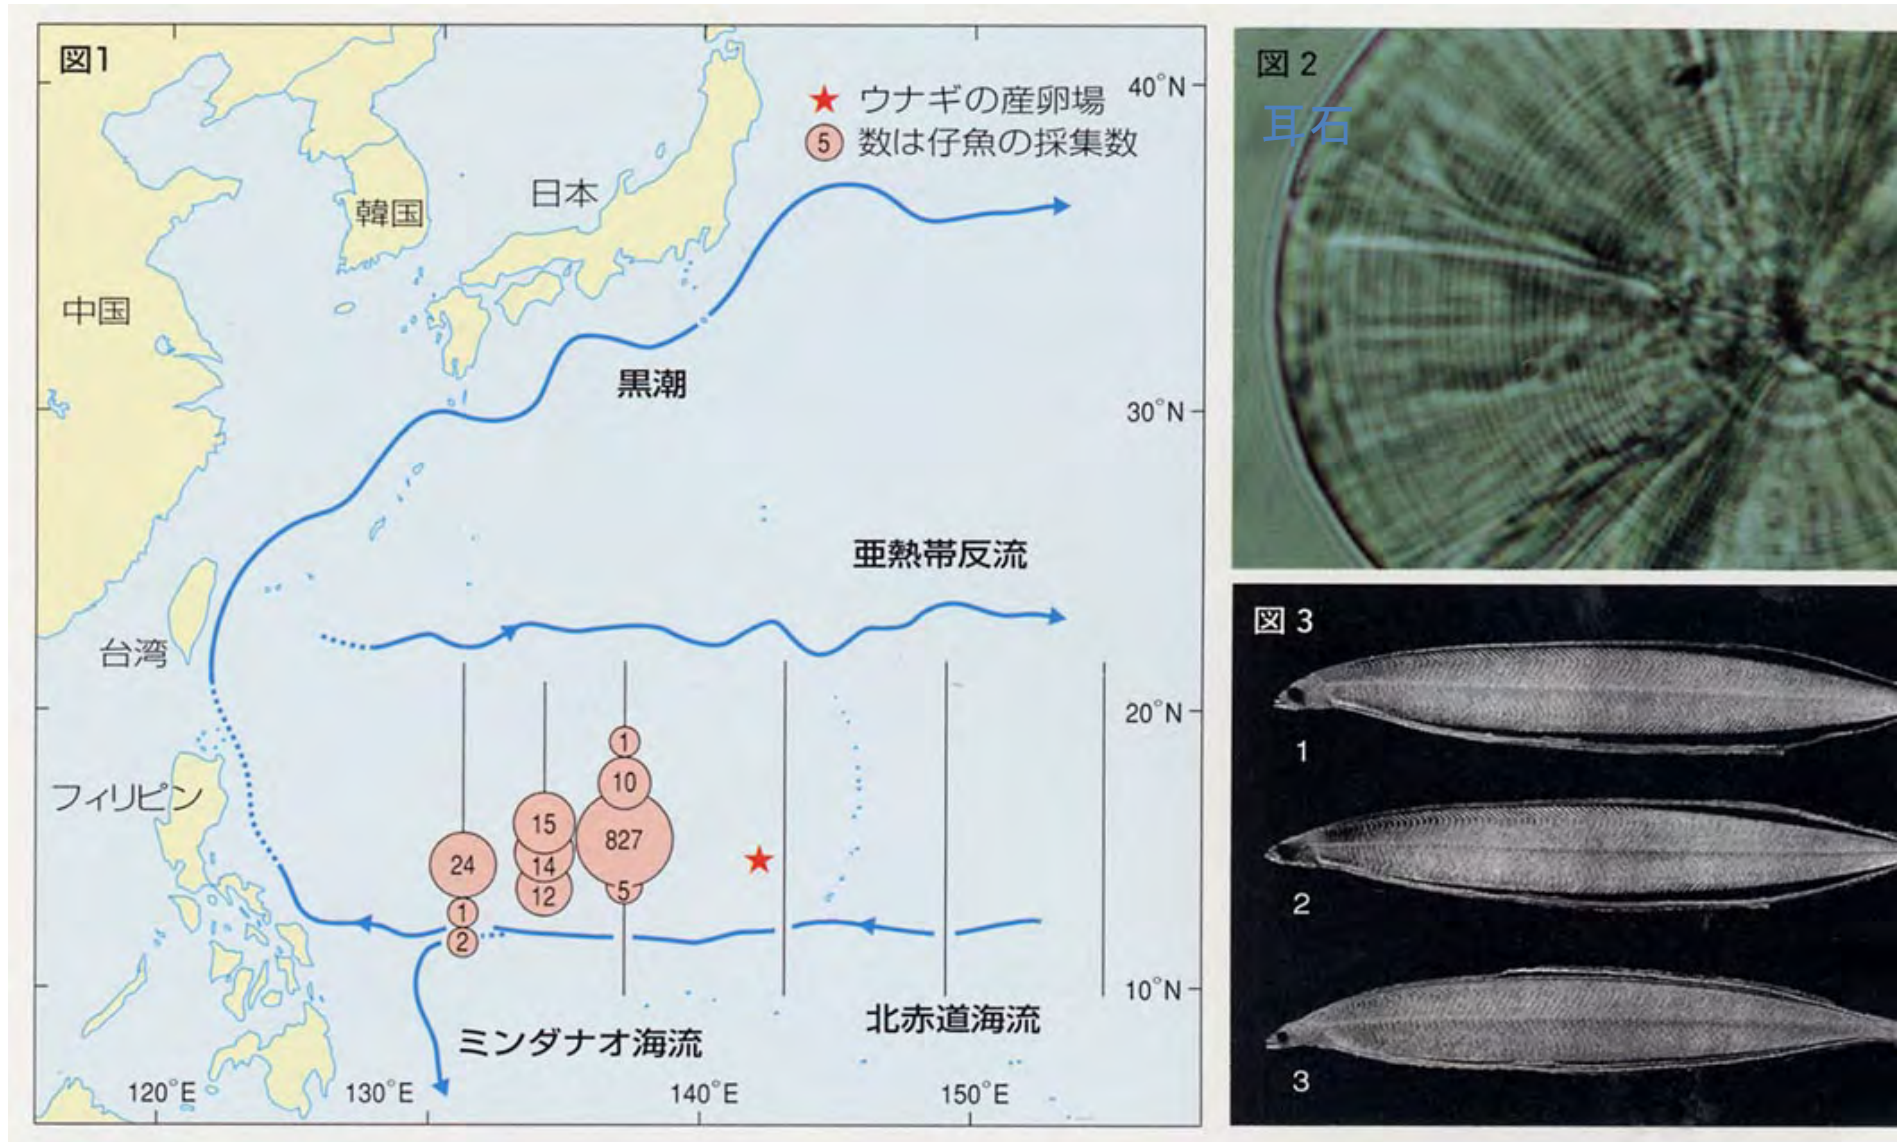 図1
★ ウナギの産卵場
5 数は仔魚の採集数
40°N
日本
韓国
中国
黒潮
30°N
亜熱帯反流
台湾
20°N
フィリピン
1
10
827
5
15
14
12
24
1
2
10°N
北赤道海流
ミンダナオ海流
120°E
130°E
140°E
150°E
図2
耳石
図3
1
2
3